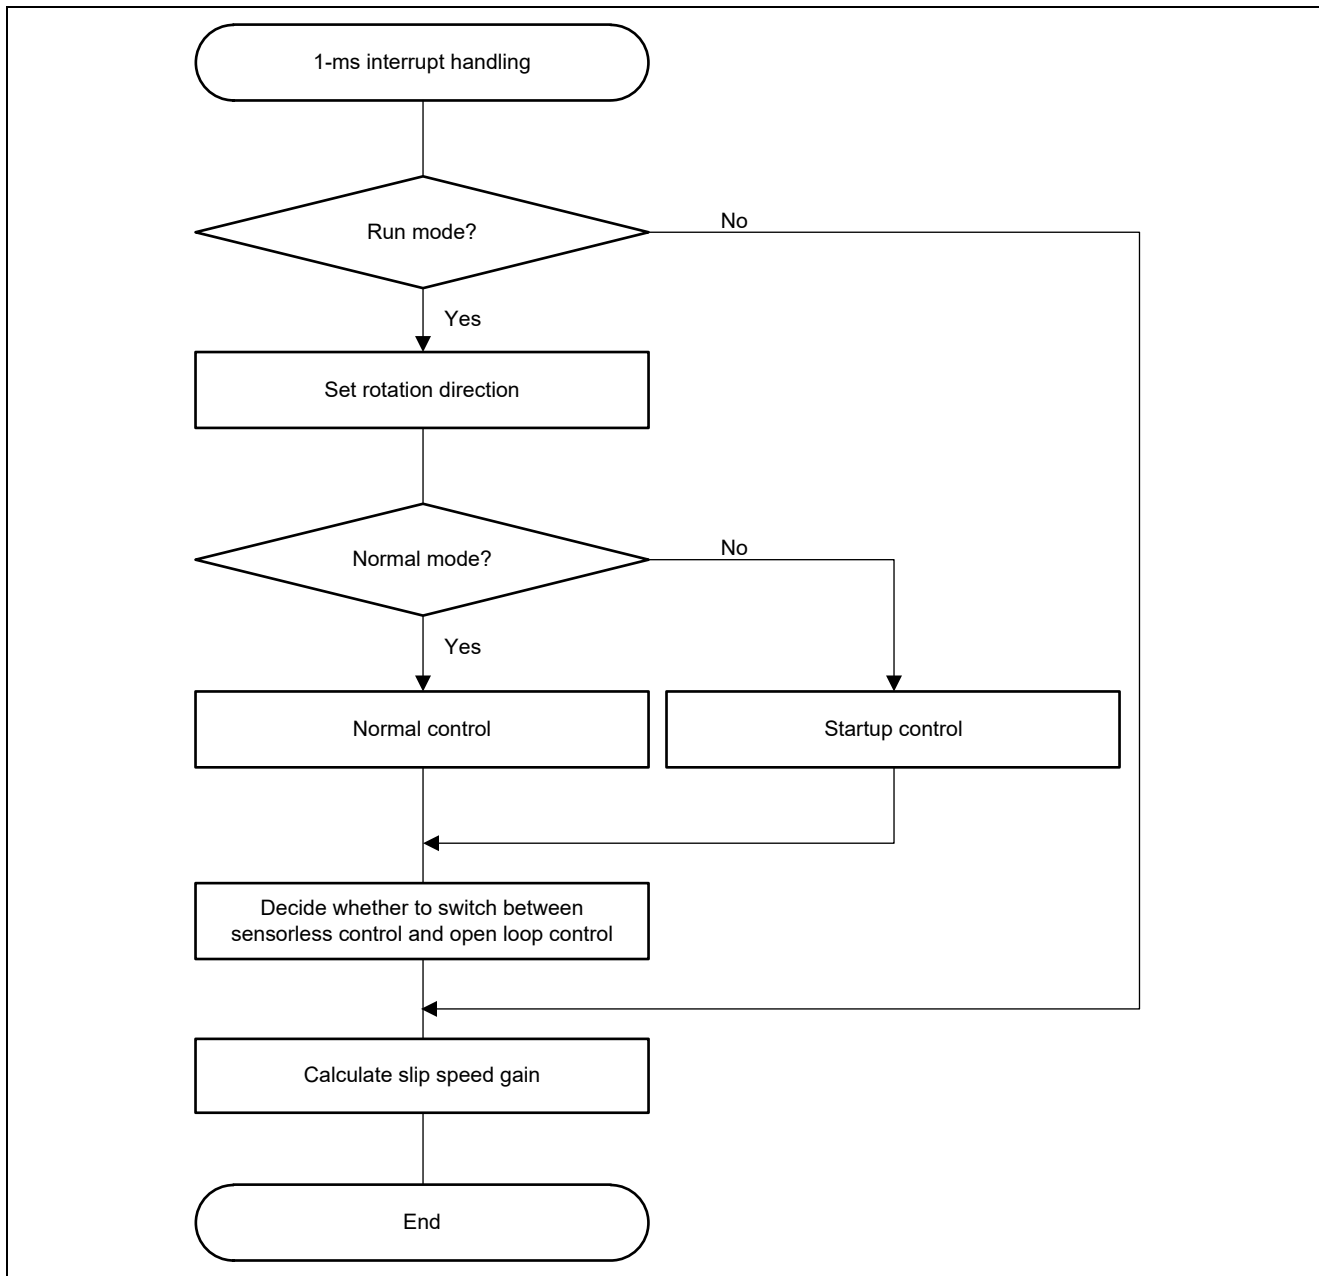 1-ms interrupt handling
Run mode?
No
Yes
Set rotation direction
Normal mode?
No
Yes
Normal control
Startup control
Decide whether to switch between
sensorless control and open loop control
Calculate slip speed gain
End